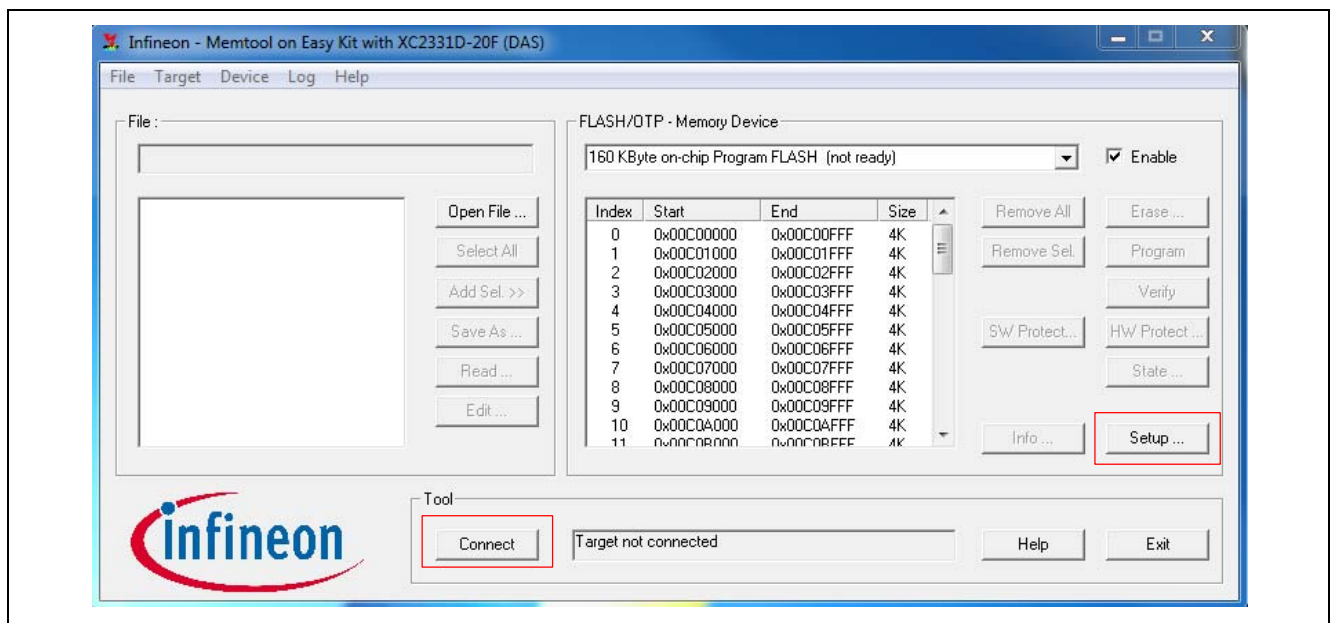 Infineon - Memtool on Easy Kit with XC2331D-20F (DAS)
File Target Device Log Help
File :
Open File ...
Select All
Add Sel. >>
Save As ...
Read ...
Edit ...
FLASH/OTP - Memory Device
160 KByte on-chip Program FLASH (not ready)
Enable
Index Start End Size
0 0x00C00000 0x00C00FFF 4K
1 0x00C01000 0x00C01FFF 4K
2 0x00C02000 0x00C02FFF 4K
3 0x00C03000 0x00C03FFF 4K
4 0x00C04000 0x00C04FFF 4K
5 0x00C05000 0x00C05FFF 4K
6 0x00C06000 0x00C06FFF 4K
7 0x00C07000 0x00C07FFF 4K
8 0x00C08000 0x00C08FFF 4K
9 0x00C09000 0x00C09FFF 4K
10 0x00C0A000 0x00C0AFFF 4K
11 0x00C0B000 0x00C0BFFF 4K
Remove All
Erase ...
Remove Sel.
Program
Verify
SW Protect...
HW Protect ...
State ...
Info ...
Setup ...
infineon
Tool
Connect
Target not connected
Help
Exit